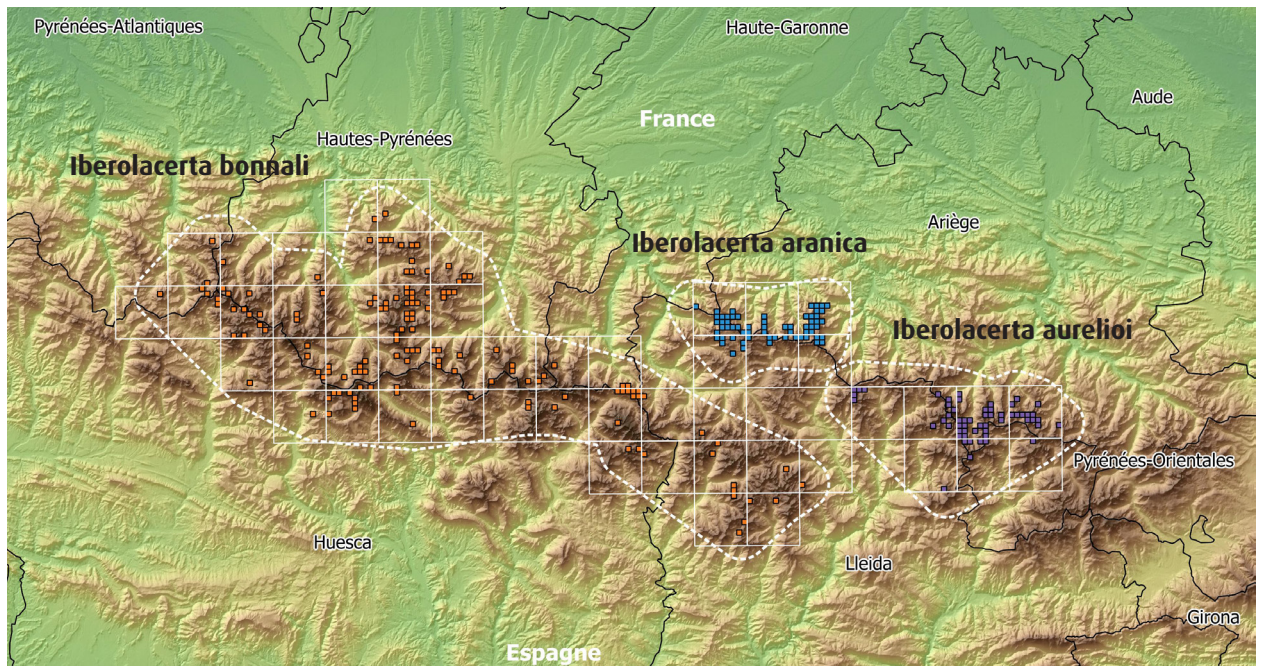 Pyrénées-Atlantiques
Haute-Garonne
Aude
France
Hautes-Pyrénées
Iberolacerta bonnali
Ariège
Iberolacerta aranica
Iberolacerta aurelioi
Pyrénées-Orientales
Huesca
Lleida
Girona
Espagne